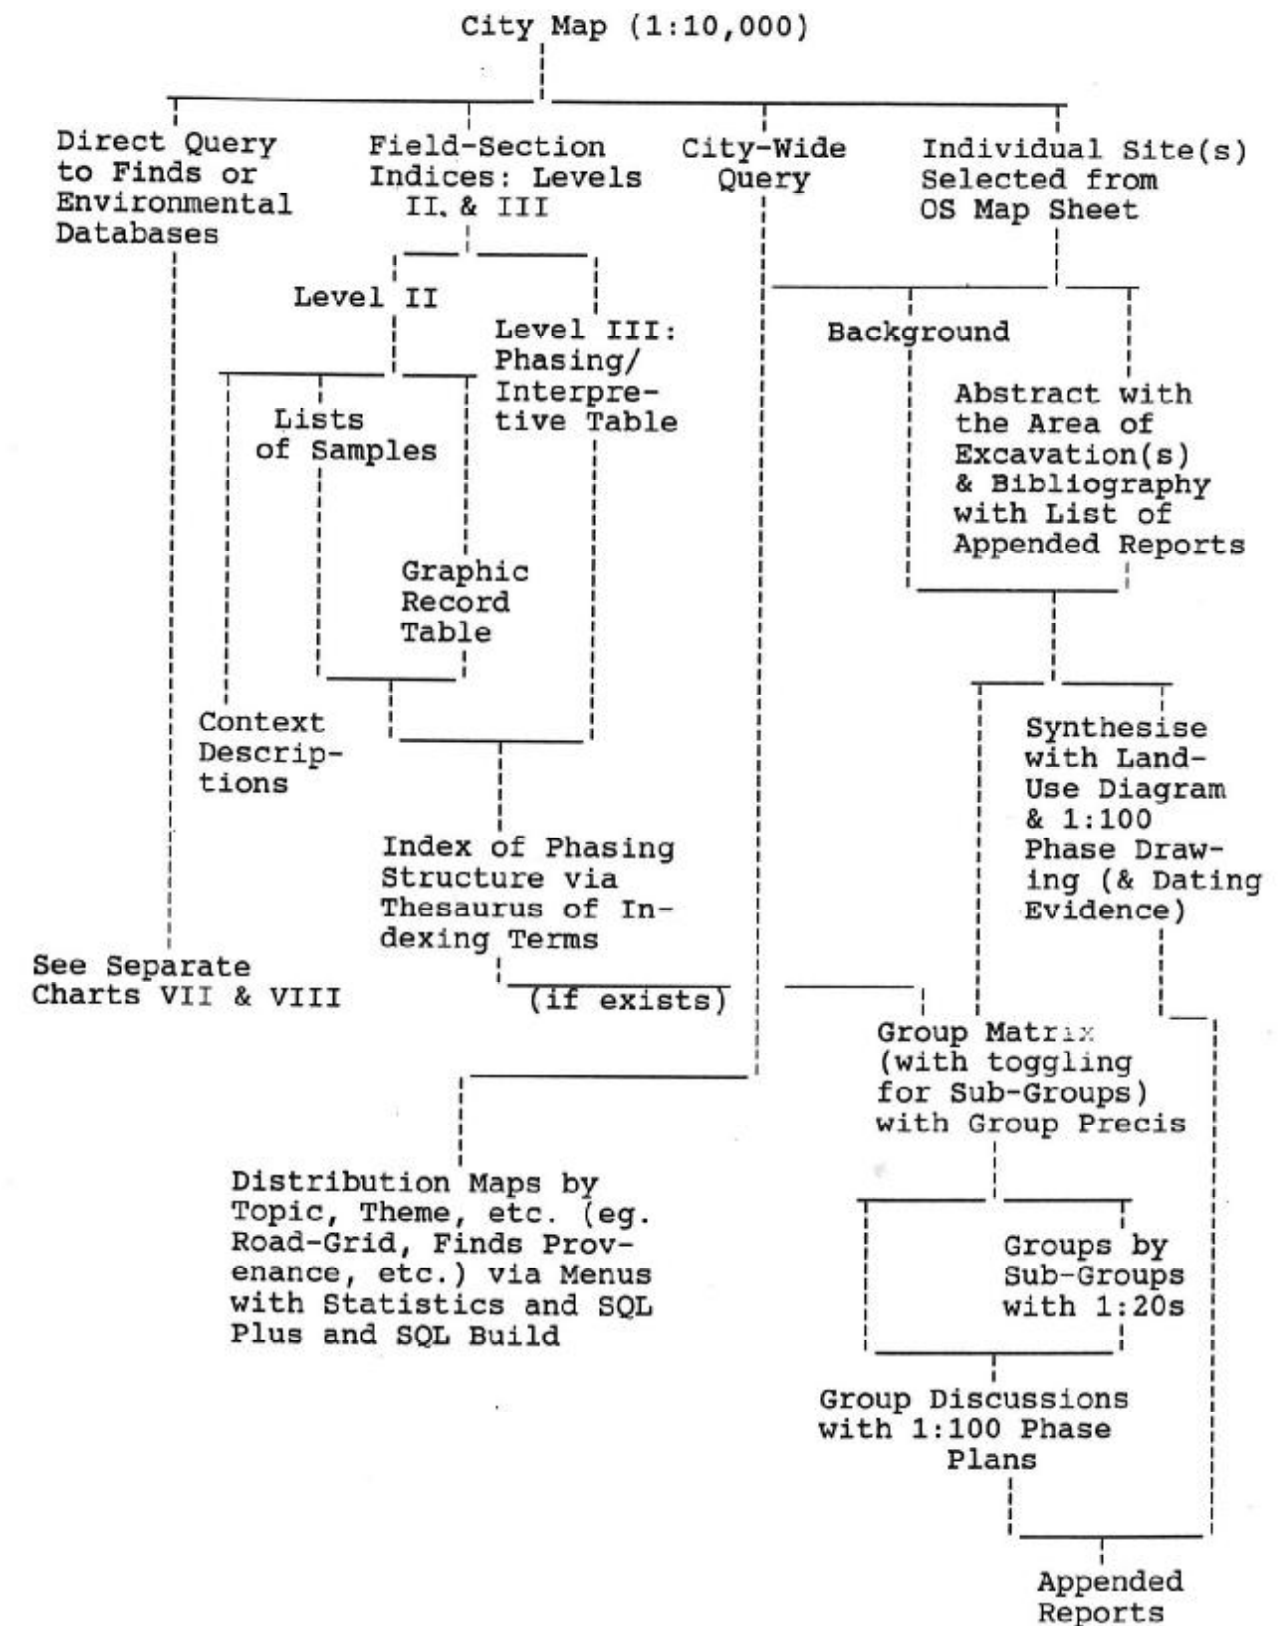 City Map (1:10,000)
Direct Query
to Finds or
Environmental
Databases
Field-Section
Indices: Levels
II. & III
City-Wide
Query
Individual Site(s)
Selected from
OS Map Sheet
Level II
Level III:
Phasing/
Interpre-
tive Table
Background
Lists
of Samples
Abstract with
the Area of
Excavation(s)
& Bibliography
with List of
Appended Reports
Graphic
Record
Table
Context
Descrip-
tions
Synthesise
with Land-
Use Diagram
& 1:100
Phase Draw-
ing (& Dating
Evidence)
Index of Phasing
Structure via
Thesaurus of In-
dexing Terms
See Separate
Charts VII & VIII
(if exists)
Group Matrix
(with toggling
for Sub-Groups)
with Group Precis
Distribution Maps by
Topic, Theme, etc. (eg.
Road-Grid, Finds Prov-
enance, etc.) via Menus
with Statistics and SQL
Plus and SQL Build
Groups by
Sub-Groups
with 1:20s
Group Discussions
with 1:100 Phase
Plans
Appended
Reports